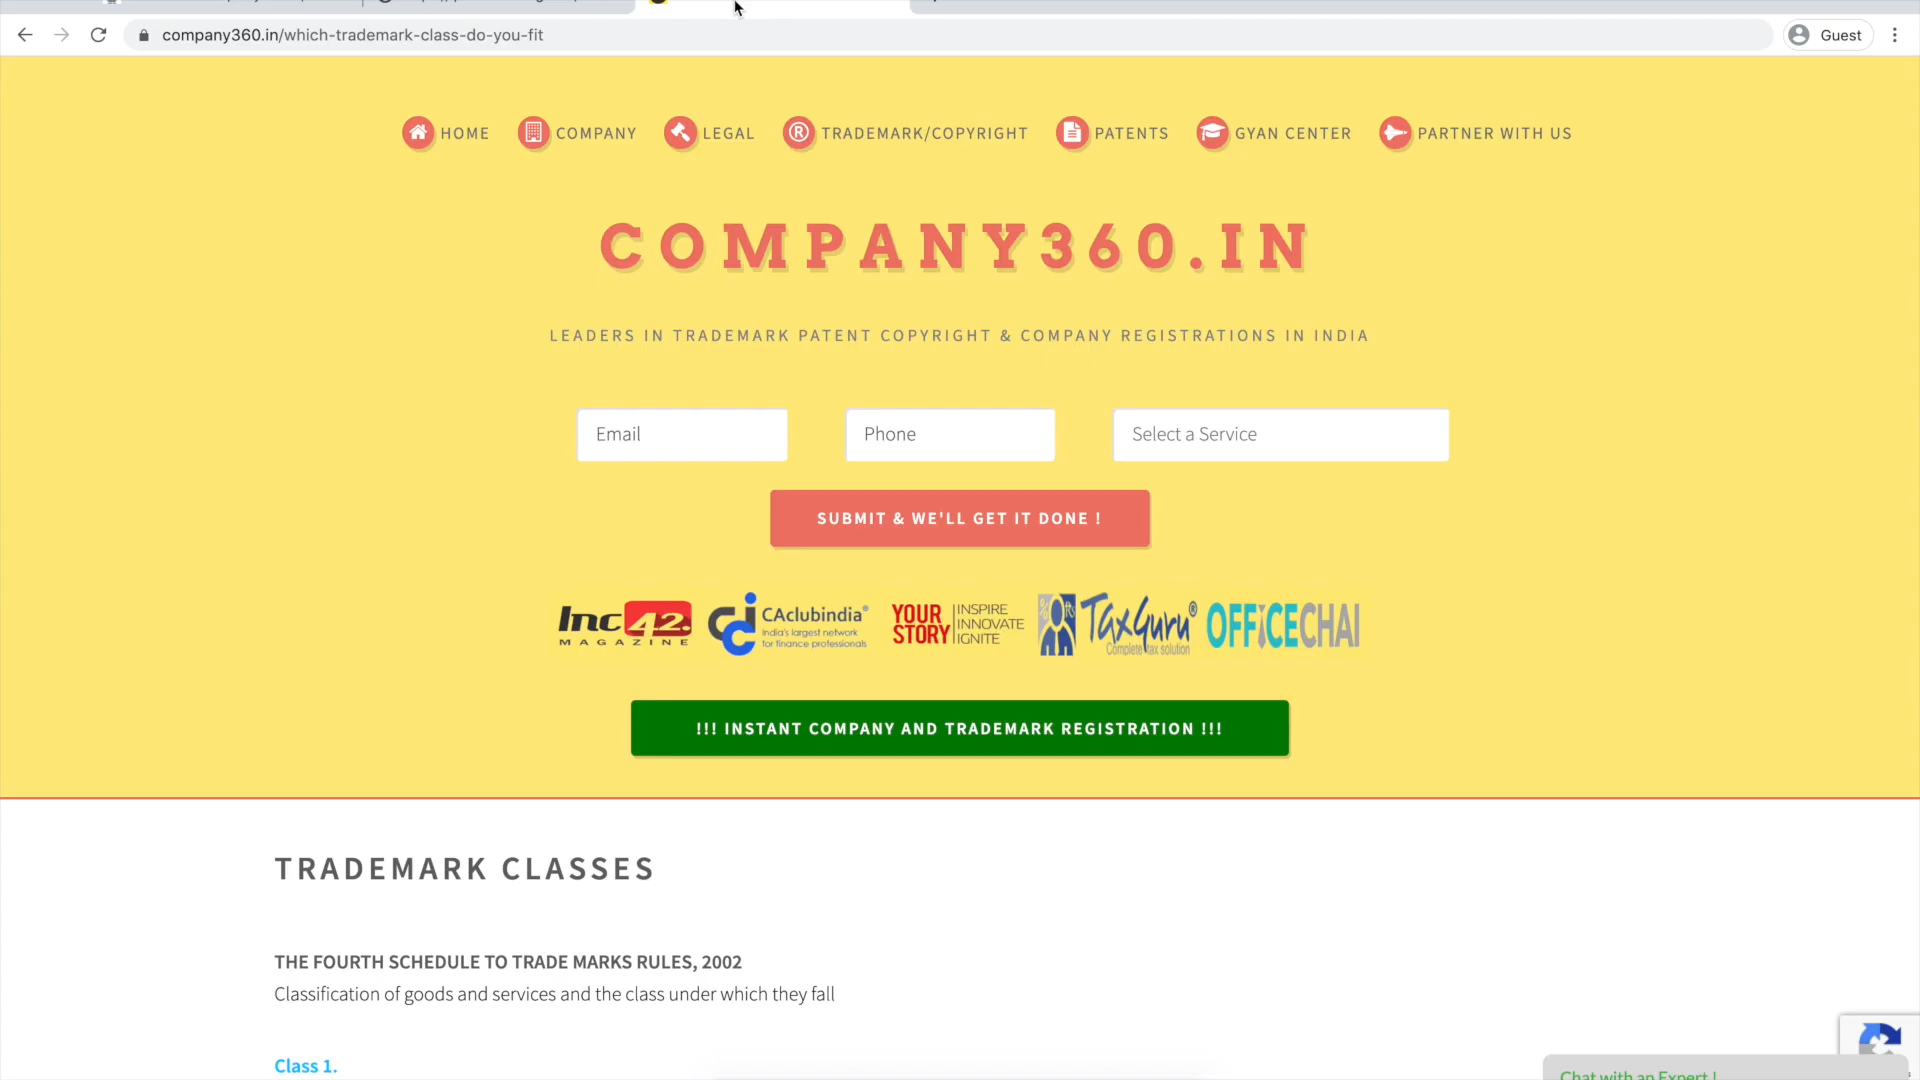 company360.in/which-trademark-class-do-you-fit
Guest
HOME
COMPANY
LEGAL
TRADEMARK/COPYRIGHT
PATENTS
GYAN CENTER
PARTNER WITH US
COMPANY360.IN
LEADERS IN TRADEMARK PATENT COPYRIGHT & COMPANY REGISTRATIONS IN INDIA
Email
Phone
Select a Service
SUBMIT & WE'LL GET IT DONE !
Inc42.
MAGAZINE
CAclubindia®
India's largest network
for finance professionals
YOUR
STORY
INSPIRE
INNOVATE
IGNITE
TaxGuru®
Complete tax solution
OFFiCECHAI
!!! INSTANT COMPANY AND TRADEMARK REGISTRATION !!!
TRADEMARK CLASSES
THE FOURTH SCHEDULE TO TRADE MARKS RULES, 2002
Classification of goods and services and the class under which they fall
Class 1.
Chat with an Expert !